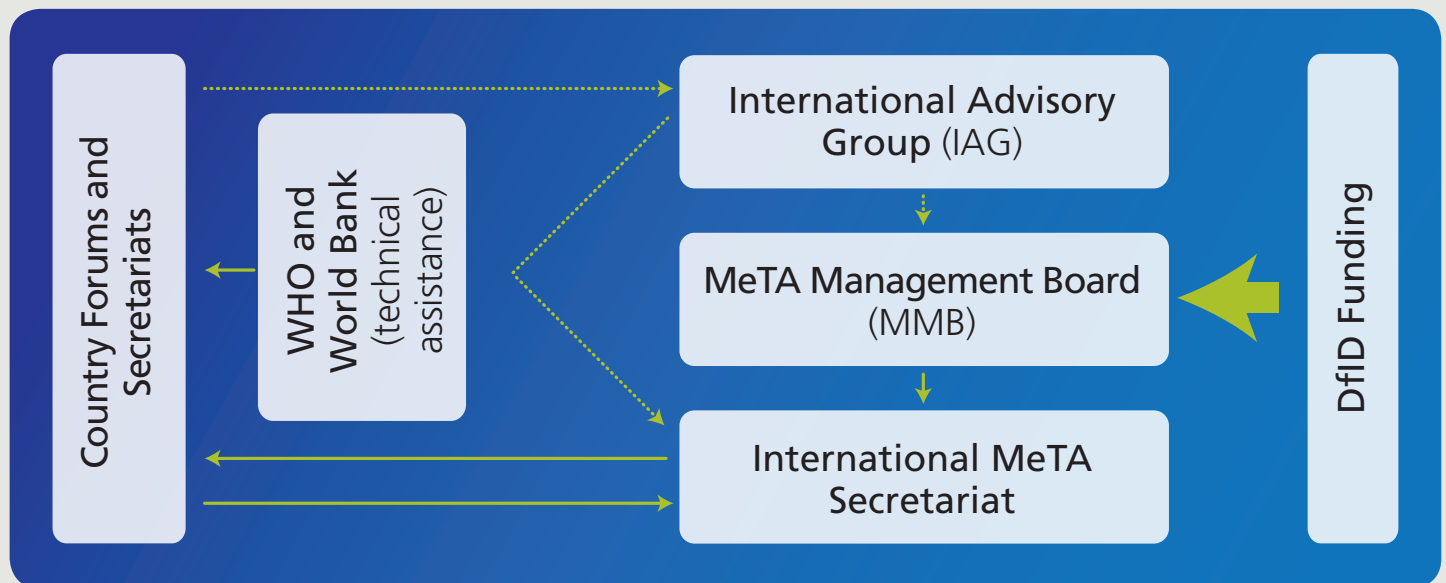 Country Forums and
Secretariats
WHO and
World Bank
(technical
assistance)
International Advisory
Group (IAG)
MeTA Management Board
(MMB)
International MeTA
Secretariat
DfID Funding